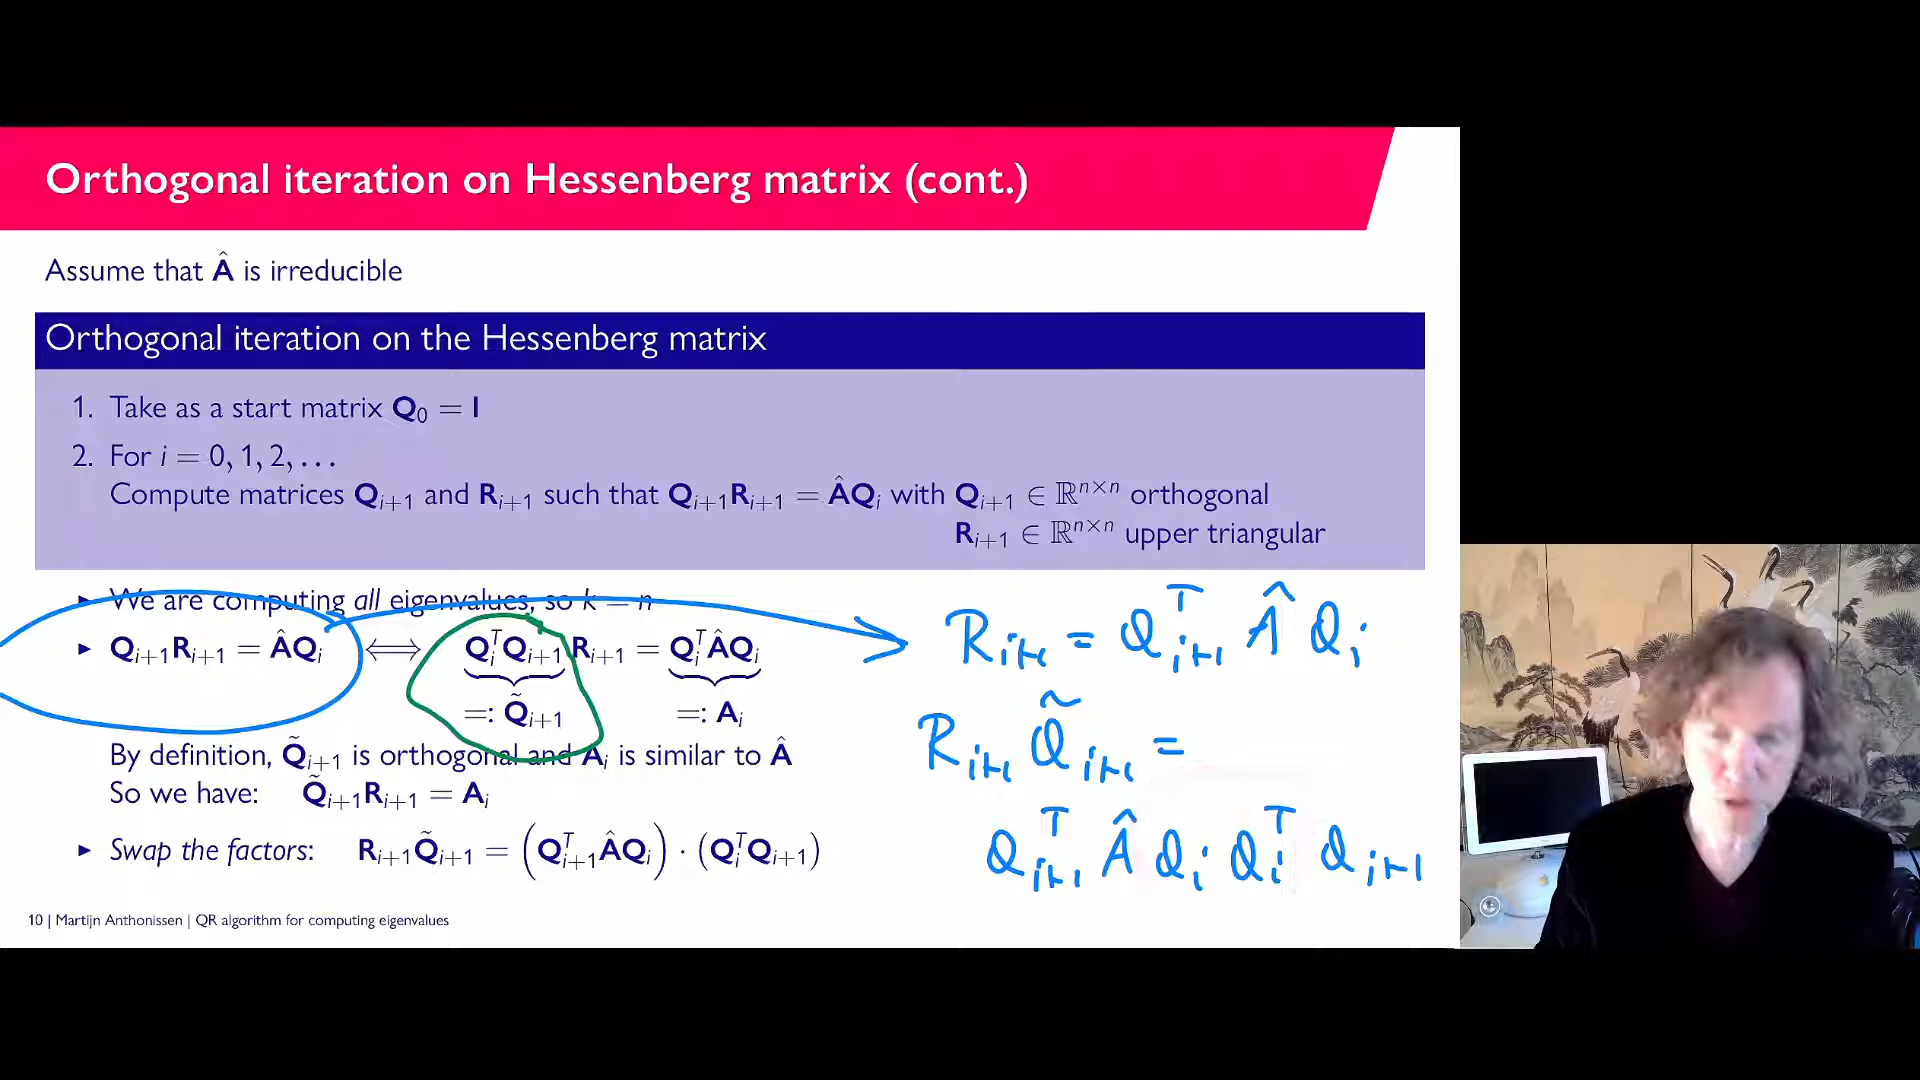 Orthogonal iteration on Hessenberg matrix (cont.)
Assume that Â is irreducible
Orthogonal iteration on the Hessenberg matrix
1. Take as a start matrix Q₀ = I
2. For i = 0, 1, 2, …
Compute matrices Qᵢ₊₁ and Rᵢ₊₁ such that Qᵢ₊₁Rᵢ₊₁ = ÂQᵢ with Qᵢ₊₁ ∈ ℝⁿˣⁿ orthogonal
Rᵢ₊₁ ∈ ℝⁿˣⁿ upper triangular
▸ We are computing all eigenvalues, so k = n
▸ Qᵢ₊₁Rᵢ₊₁ = ÂQᵢ ⟺ QᵢᵀQᵢ₊₁ Rᵢ₊₁ = QᵢᵀÂQᵢ
=: Q̃ᵢ₊₁ =: Aᵢ
By definition, Q̃ᵢ₊₁ is orthogonal and Aᵢ is similar to Â
So we have: Q̃ᵢ₊₁Rᵢ₊₁ = Aᵢ
▸ Swap the factors: Rᵢ₊₁Q̃ᵢ₊₁ = (Qᵢ₊₁ᵀÂQᵢ) · (QᵢᵀQᵢ₊₁)
Rᵢ₊₁ = Qᵢ₊₁ᵀ Â Qᵢ
Rᵢ₊₁ Q̃ᵢ₊₁ =
Qᵢ₊₁ᵀ Â Qᵢ Qᵢᵀ Qᵢ₊₁
10 | Martijn Anthonissen | QR algorithm for computing eigenvalues